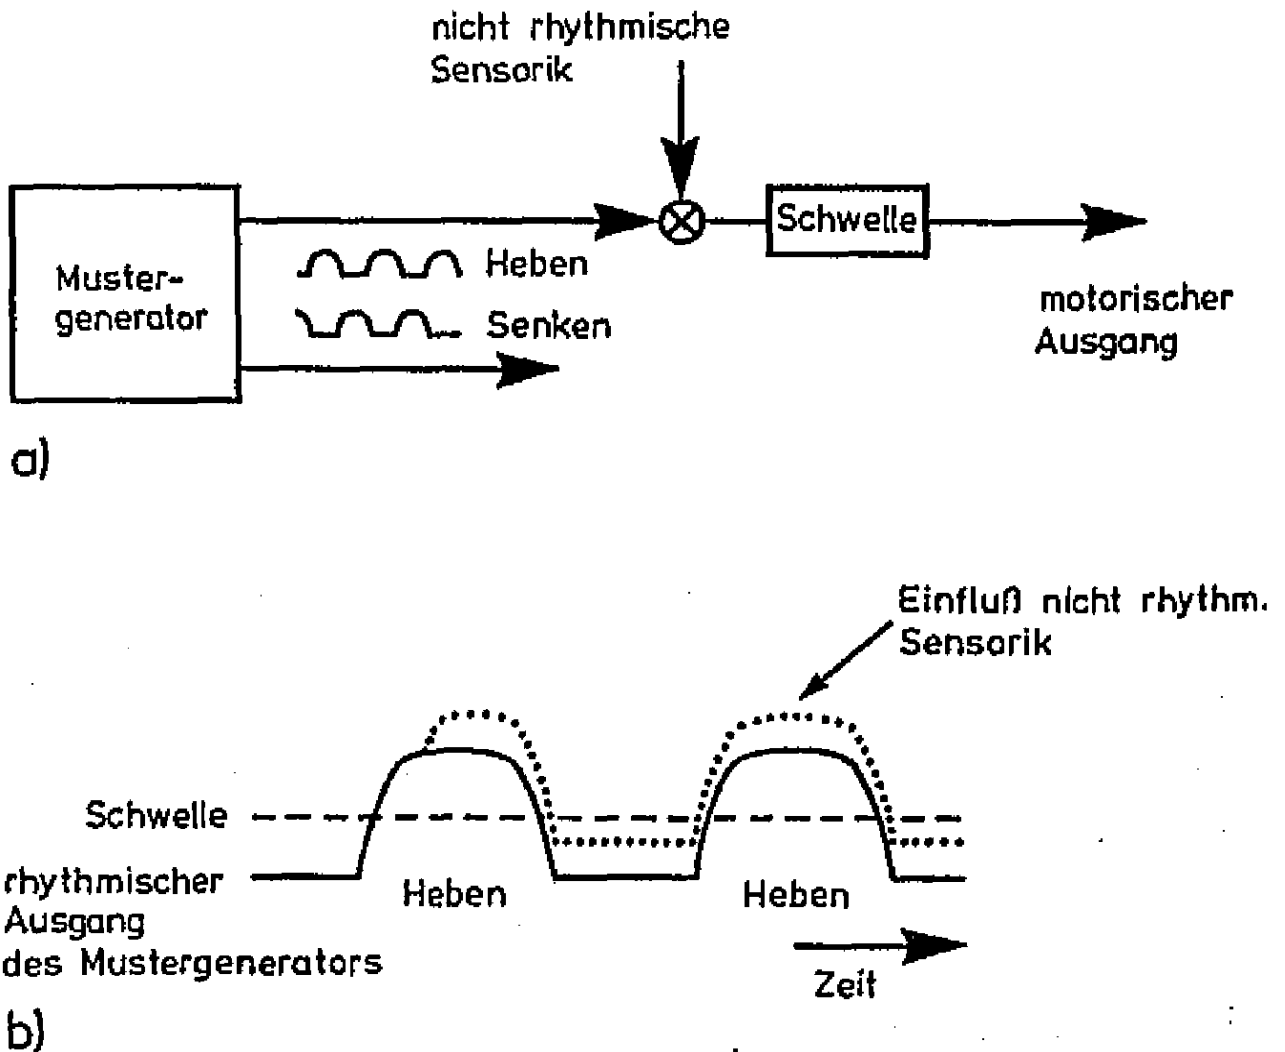 nicht rhythmische
Sensorik
Schwelle
Muster-
generator
Heben
Senken
motorischer
Ausgang
a)
Einfluß nicht rhythm.
Sensorik
Schwelle
rhythmischer
Ausgang
des Mustergenerators
Heben
Heben
Zeit
b)